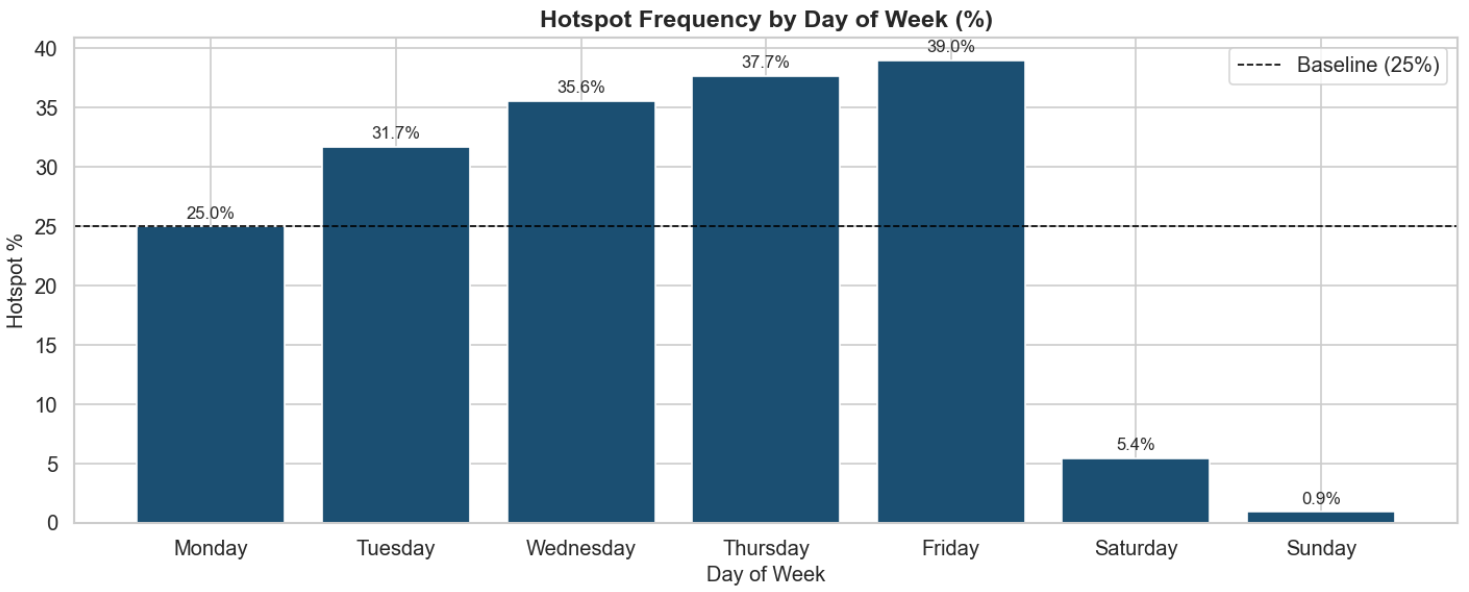 Hotspot Frequency by Day of Week (%)
Baseline (25%)
Hotspot %
40
35
30
25
20
15
10
5
0
25.0%
31.7%
35.6%
37.7%
39.0%
5.4%
0.9%
Monday
Tuesday
Wednesday
Thursday
Friday
Saturday
Sunday
Day of Week